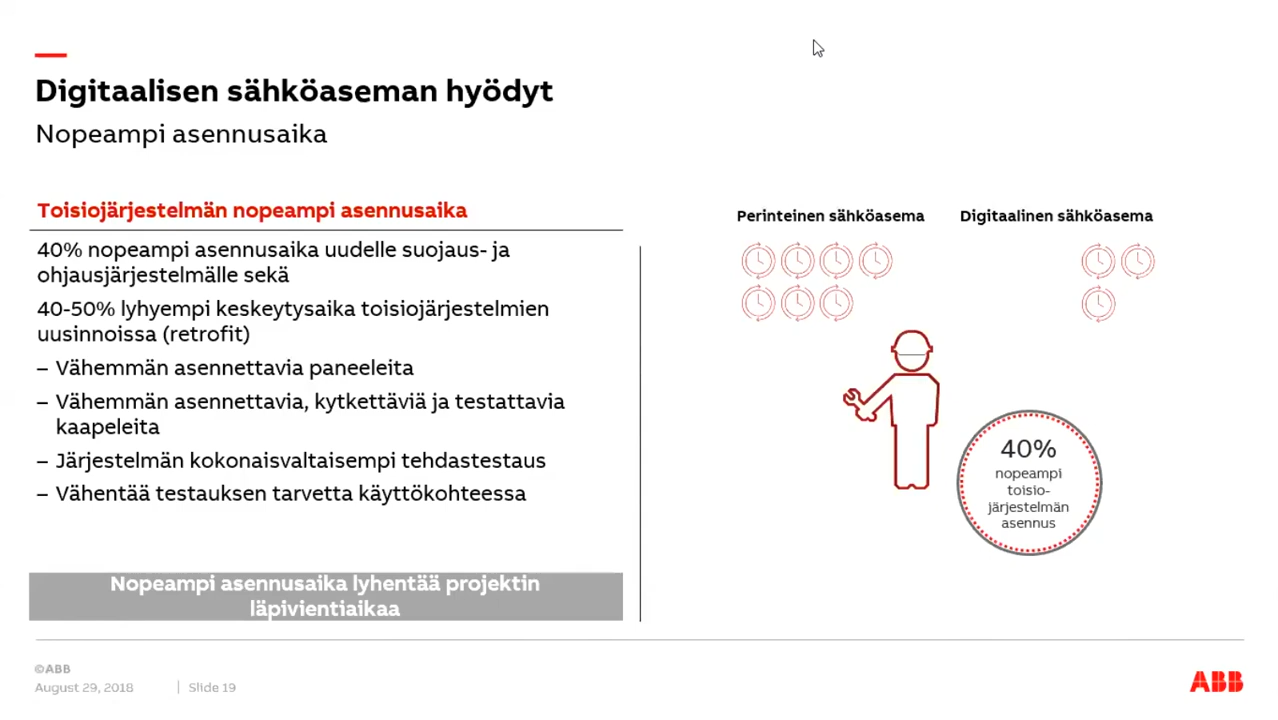 Digitaalisen sähköaseman hyödyt
Nopeampi asennusaika
Toisiojärjestelmän nopeampi asennusaika
40% nopeampi asennusaika uudelle suojaus- ja
ohjausjärjestelmälle sekä
40-50% lyhyempi keskeytysaika toisiojärjestelmien
uusinnoissa (retrofit)
– Vähemmän asennettavia paneeleita
– Vähemmän asennettavia, kytkettäviä ja testattavia
kaapeleita
– Järjestelmän kokonaisvaltaisempi tehdastestaus
– Vähentää testauksen tarvetta käyttökohteessa
Nopeampi asennusaika lyhentää projektin
läpivientiaikaa
Perinteinen sähköasema
Digitaalinen sähköasema
40%
nopeampi
toisio-
järjestelmän
asennus
©ABB
August 29, 2018
Slide 19
ABB